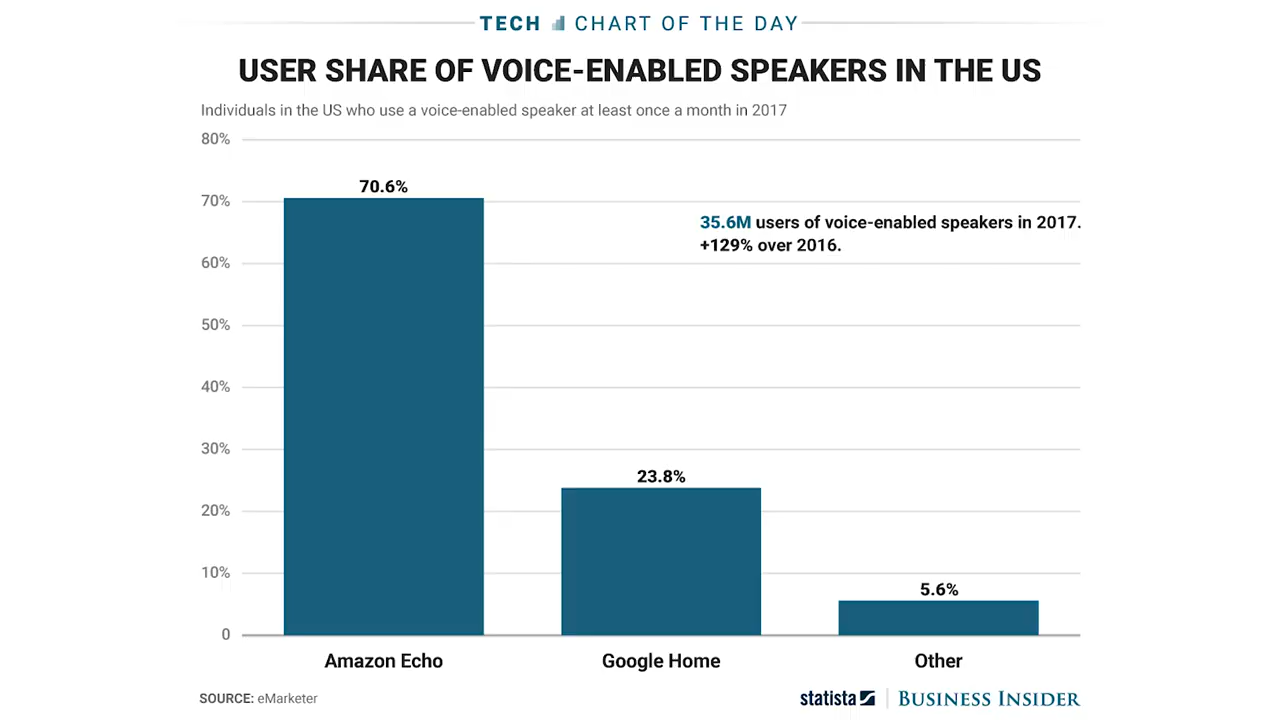 TECH CHART OF THE DAY
USER SHARE OF VOICE-ENABLED SPEAKERS IN THE US
Individuals in the US who use a voice-enabled speaker at least once a month in 2017
80%
70.6%
70%
35.6M users of voice-enabled speakers in 2017.
+129% over 2016.
60%
50%
40%
30%
23.8%
20%
10%
5.6%
0
Amazon Echo Google Home Other
SOURCE: eMarketer
statista BUSINESS INSIDER